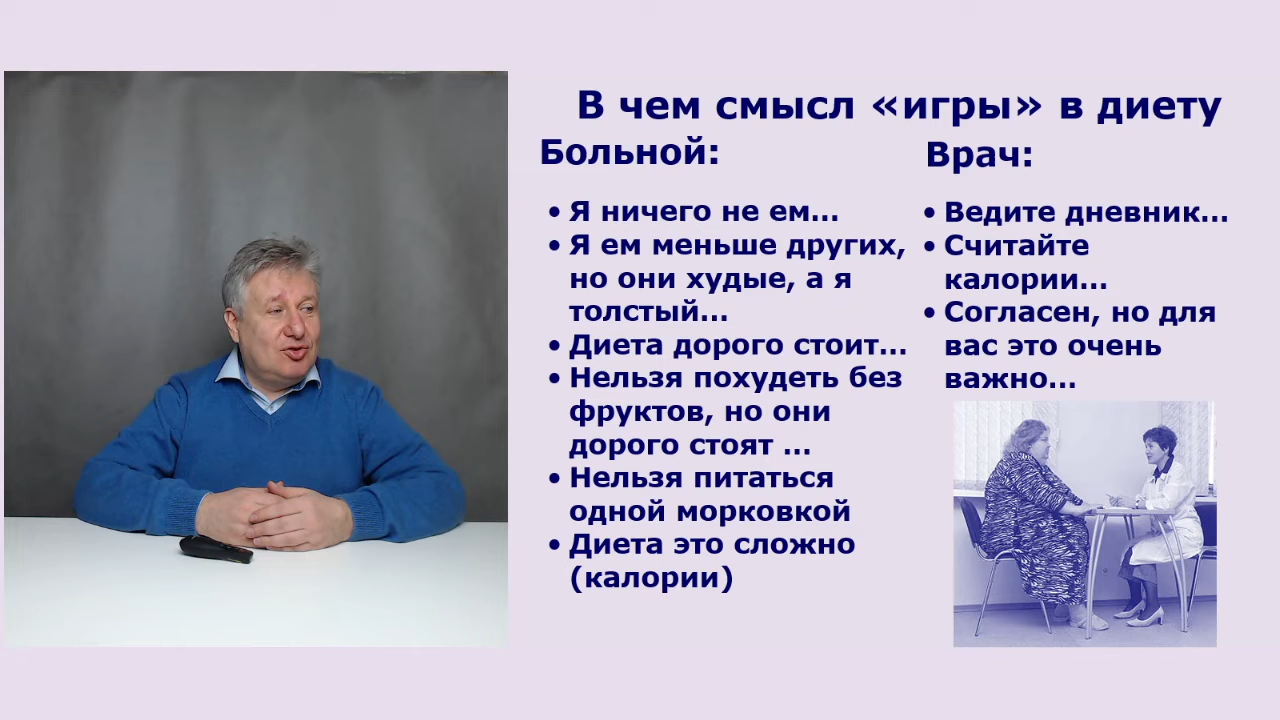 В чем смысл «игры» в диету
Больной:
• Я ничего не ем...
• Я ем меньше других,
но они худые, а я
толстый...
• Диета дорого стоит...
• Нельзя похудеть без
фруктов, но они
дорого стоят ...
• Нельзя питаться
одной морковкой
• Диета это сложно
(калории)
Врач:
• Ведите дневник...
• Считайте
калории...
• Согласен, но для
вас это очень
важно...